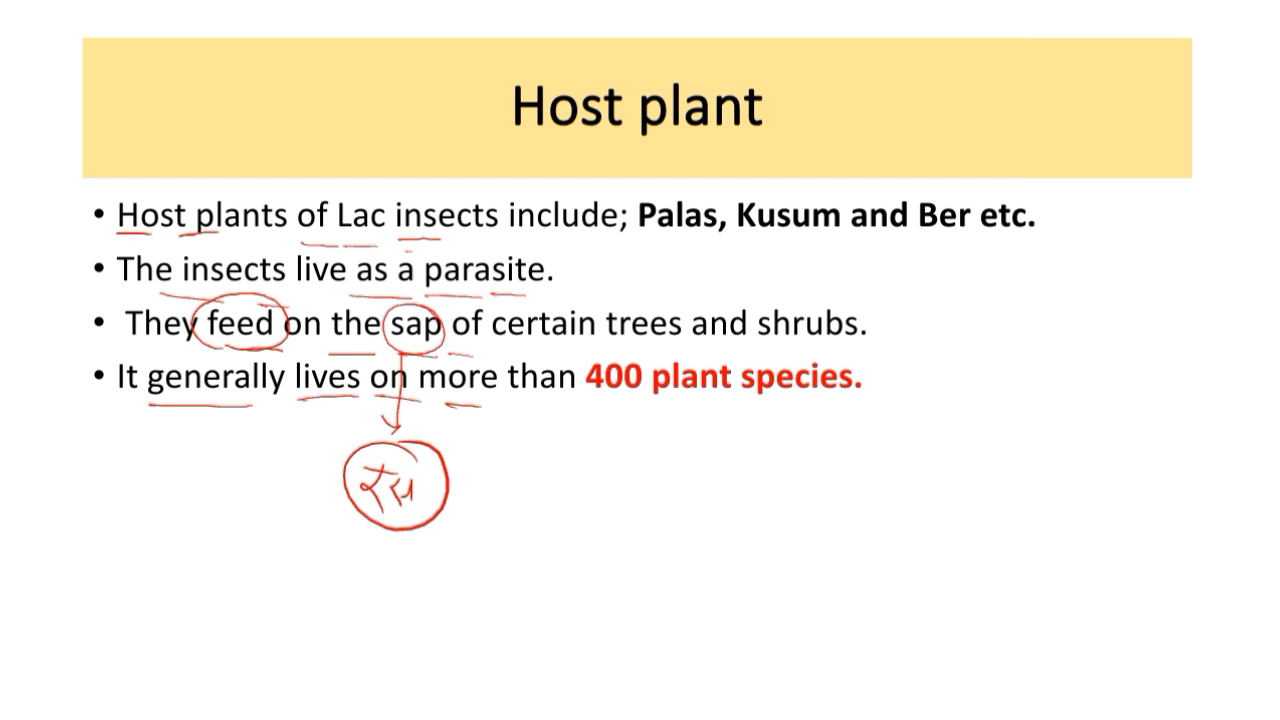 Host plant
• Host plants of Lac insects include; Palas, Kusum and Ber etc.
• The insects live as a parasite.
• They feed on the sap of certain trees and shrubs.
• It generally lives on more than 400 plant species.
रस